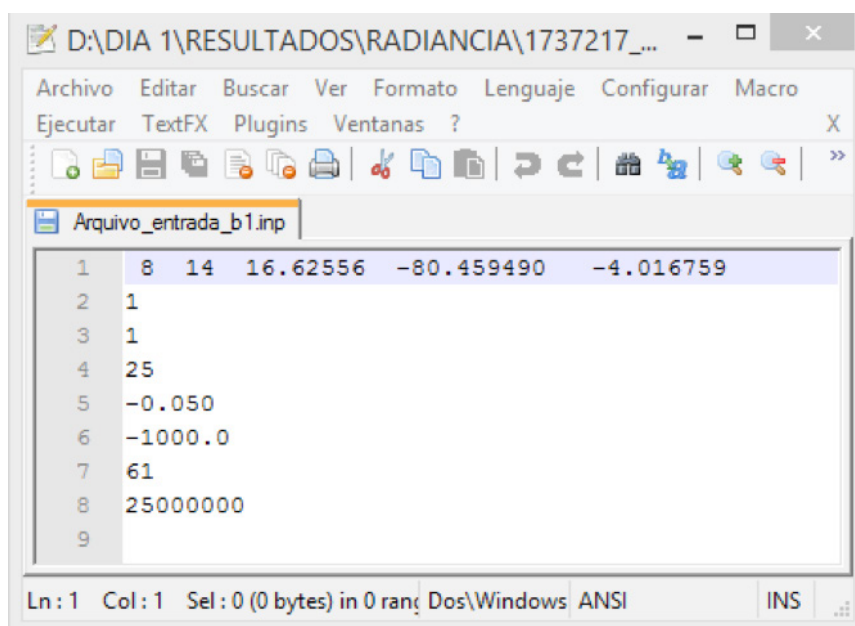 D:\DIA 1\RESULTADOS\RADIANCIA\1737217_...
Archivo Editar Buscar Ver Formato Lenguaje Configurar Macro
Ejecutar TextFX Plugins Ventanas ? X
Arquivo_entrada_b1.inp
1 8 14 16.62556 -80.459490 -4.016759
2 1
3 1
4 25
5 -0.050
6 -1000.0
7 61
8 25000000
9
Ln : 1 Col : 1 Sel : 0 (0 bytes) in 0 rang Dos\Windows ANSI INS